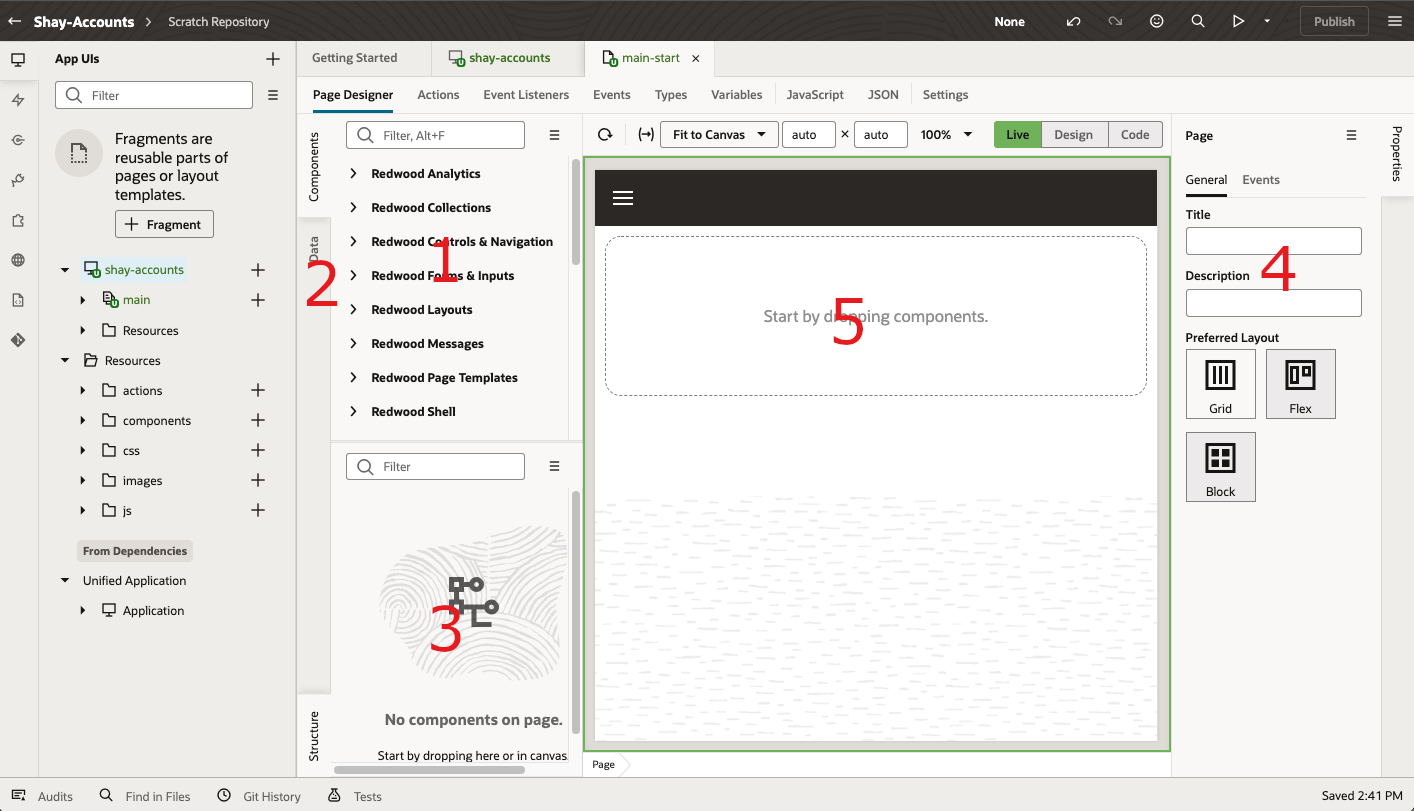 Shay-Accounts
Scratch Repository
None
Publish
App UIs
Filter
Fragments are
reusable parts of
pages or layout
templates.
Fragment
shay-accounts
main
Resources
Resources
actions
components
css
images
js
From Dependencies
Unified Application
Application
Getting Started
shay-accounts
main-start
Page Designer
Actions
Event Listeners
Events
Types
Variables
JavaScript
JSON
Settings
Components
Data
Structure
Filter, Alt+F
Redwood Analytics
Redwood Collections
Redwood Controls & Navigation
Redwood Forms & Inputs
Redwood Layouts
Redwood Messages
Redwood Page Templates
Redwood Shell
1
2
Filter
3
No components on page.
Start by dropping here or in canvas
Fit to Canvas
auto
×
auto
100%
Live
Design
Code
Start by dropping components.
5
Page
Page
Properties
General
Events
Title
Description
4
Preferred Layout
Grid
Flex
Block
Audits
Find in Files
Git History
Tests
Saved 2:41 PM